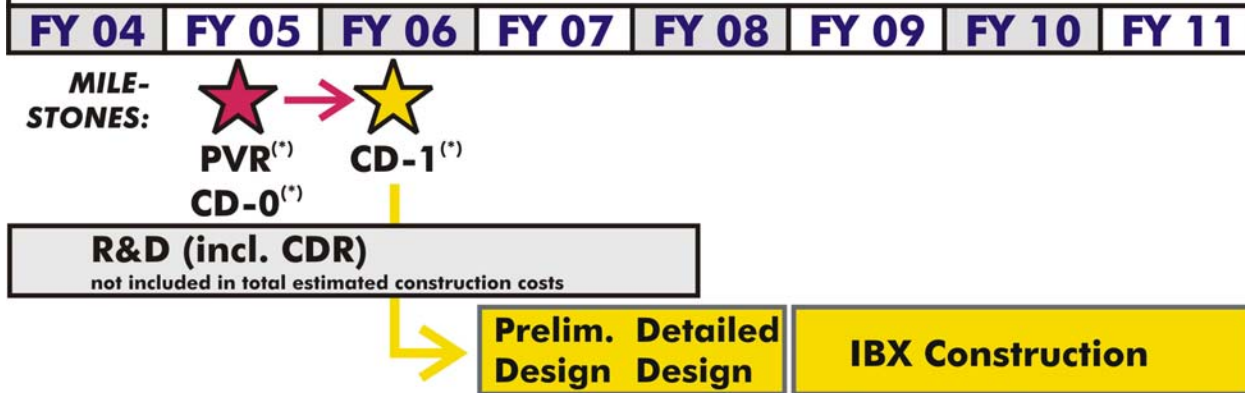 FY 04 FY 05 FY 06 FY 07 FY 08 FY 09 FY 10 FY 11
MILE-
STONES:
PVR(*) CD-1(*)
CD-0(*)
R&D (incl. CDR)
not included in total estimated construction costs
Prelim. Detailed
Design Design
IBX Construction